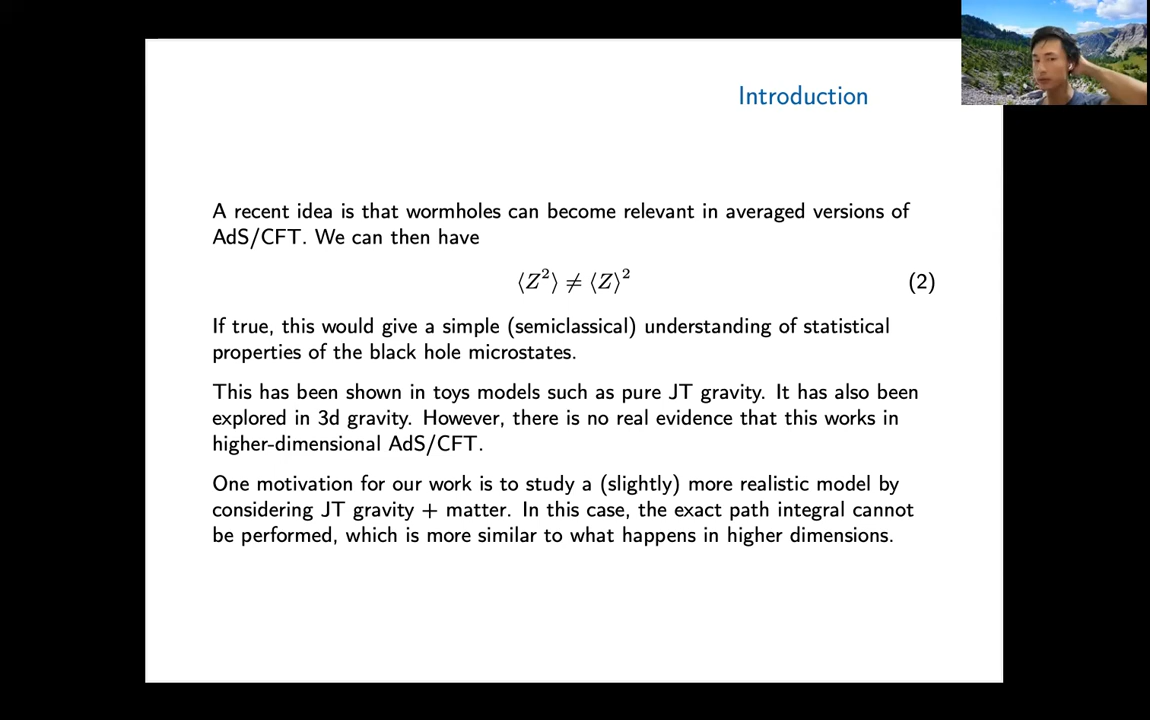 Introduction
A recent idea is that wormholes can become relevant in averaged versions of
AdS/CFT. We can then have
⟨Z²⟩ ≠ ⟨Z⟩² (2)
If true, this would give a simple (semiclassical) understanding of statistical
properties of the black hole microstates.
This has been shown in toys models such as pure JT gravity. It has also been
explored in 3d gravity. However, there is no real evidence that this works in
higher-dimensional AdS/CFT.
One motivation for our work is to study a (slightly) more realistic model by
considering JT gravity + matter. In this case, the exact path integral cannot
be performed, which is more similar to what happens in higher dimensions.